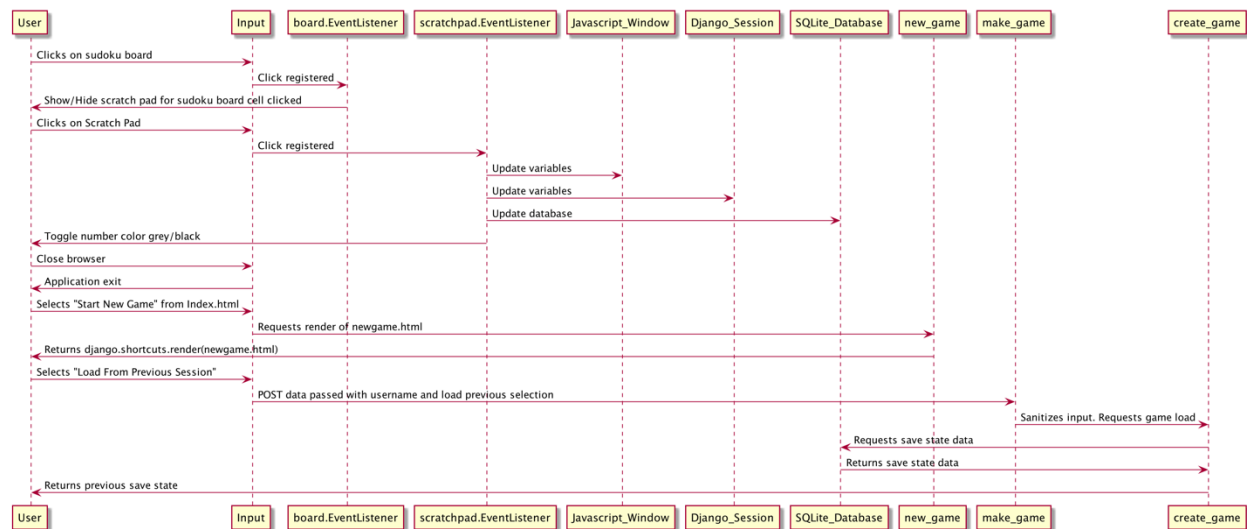 User Input board.EventListener scratchpad.EventListener Javascript_Window Django_Session SQLite_Database new_game make_game create_game
Clicks on sudoku board
Click registered
Show/Hide scratch pad for sudoku board cell clicked
Clicks on Scratch Pad
Click registered
Update variables
Update variables
Update database
Toggle number color grey/black
Close browser
Application exit
Selects "Start New Game" from Index.html
Requests render of newgame.html
Returns django.shortcuts.render(newgame.html)
Selects "Load From Previous Session"
POST data passed with username and load previous selection
Sanitizes input. Requests game load
Requests save state data
Returns save state data
Returns previous save state
User Input board.EventListener scratchpad.EventListener Javascript_Window Django_Session SQLite_Database new_game make_game create_game